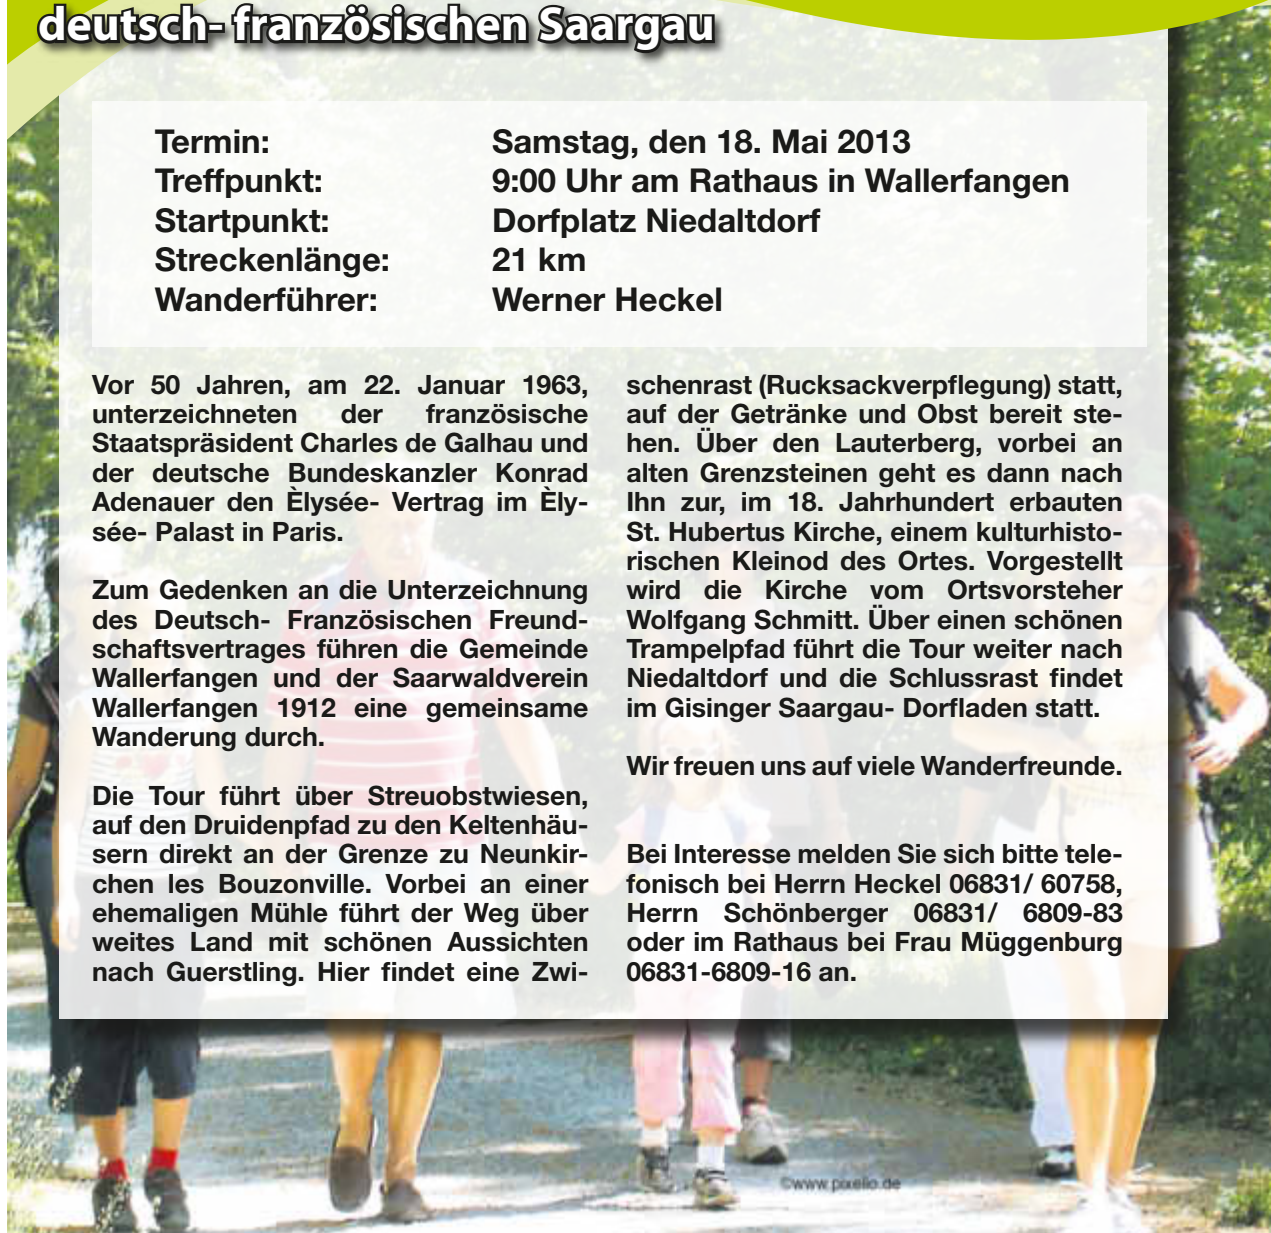 deutsch- französischen Saargau
Termin: Samstag, den 18. Mai 2013
Treffpunkt: 9:00 Uhr am Rathaus in Wallerfangen
Startpunkt: Dorfplatz Niedaltdorf
Streckenlänge: 21 km
Wanderführer: Werner Heckel
Vor 50 Jahren, am 22. Januar 1963,
unterzeichneten der französische
Staatspräsident Charles de Galhau und
der deutsche Bundeskanzler Konrad
Adenauer den Èlysée- Vertrag im Èly-
sée- Palast in Paris.
Zum Gedenken an die Unterzeichnung
des Deutsch- Französischen Freund-
schaftsvertrages führen die Gemeinde
Wallerfangen und der Saarwaldverein
Wallerfangen 1912 eine gemeinsame
Wanderung durch.
Die Tour führt über Streuobstwiesen,
auf den Druidenpfad zu den Keltenhäu-
sern direkt an der Grenze zu Neunkir-
chen les Bouzonville. Vorbei an einer
ehemaligen Mühle führt der Weg über
weites Land mit schönen Aussichten
nach Guerstling. Hier findet eine Zwi-
schenrast (Rucksackverpflegung) statt,
auf der Getränke und Obst bereit ste-
hen. Über den Lauterberg, vorbei an
alten Grenzsteinen geht es dann nach
Ihn zur, im 18. Jahrhundert erbauten
St. Hubertus Kirche, einem kulturhisto-
rischen Kleinod des Ortes. Vorgestellt
wird die Kirche vom Ortsvorsteher
Wolfgang Schmitt. Über einen schönen
Trampelpfad führt die Tour weiter nach
Niedaltdorf und die Schlussrast findet
im Gisinger Saargau- Dorfladen statt.
Wir freuen uns auf viele Wanderfreunde.
Bei Interesse melden Sie sich bitte tele-
fonisch bei Herrn Heckel 06831/ 60758,
Herrn Schönberger 06831/ 6809-83
oder im Rathaus bei Frau Müggenburg
06831-6809-16 an.
©www.pixelio.de